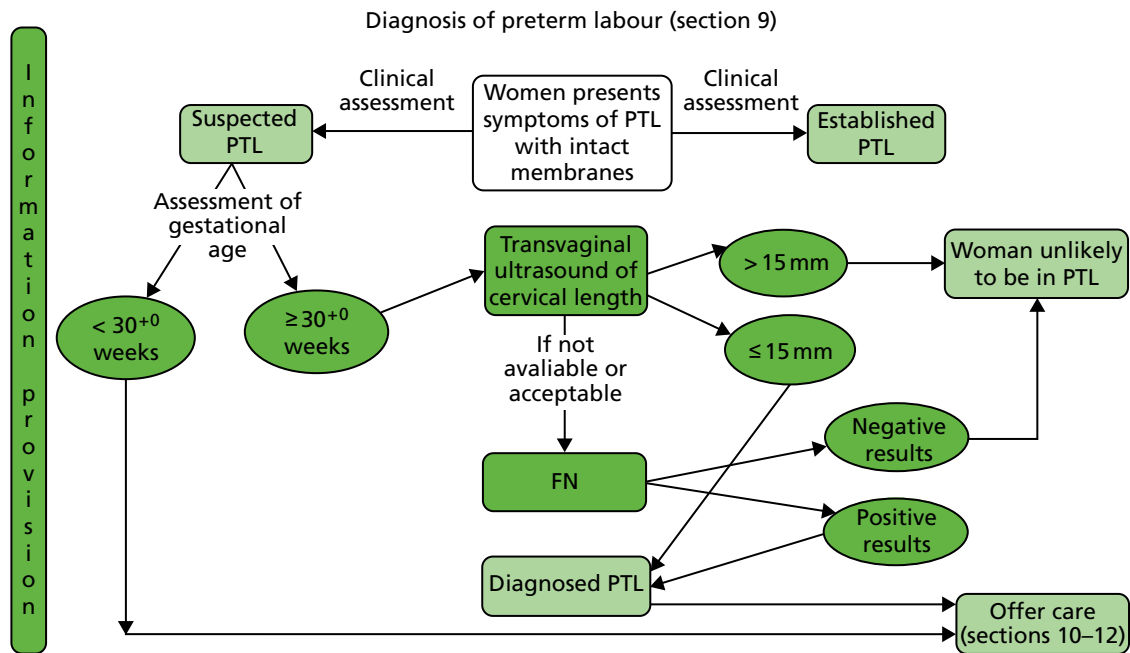 Diagnosis of preterm labour (section 9)
Information provision
Clinical
assessment
Women presents
symptoms of PTL
with intact
membranes
Clinical
assessment
Suspected
PTL
Established
PTL
Assessment of
gestational
age
< 30+0
weeks
≥ 30+0
weeks
Transvaginal
ultrasound of
cervical length
> 15 mm
≤ 15 mm
Woman unlikely
to be in PTL
If not
avaliable or
acceptable
FN
Negative
results
Positive
results
Diagnosed PTL
Offer care
(sections 10–12)